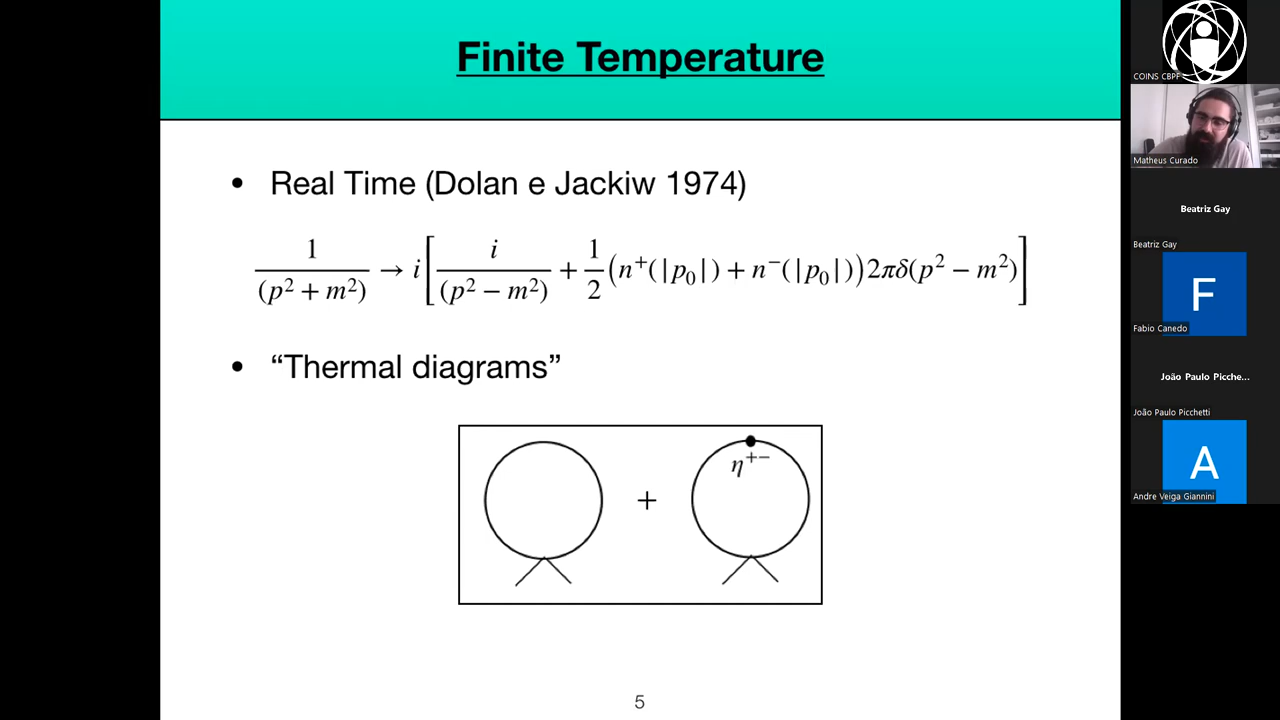 Finite Temperature
• Real Time (Dolan e Jackiw 1974)
1/(p² + m²) → i[i/(p² − m²) + 1/2(n⁺(|p₀|) + n⁻(|p₀|))2πδ(p² − m²)]
• “Thermal diagrams”
η⁺⁻
+
5
COINS CBPF
Matheus Curado
Beatriz Gay
Beatriz Gay
F
Fabio Canedo
João Paulo Picche...
João Paulo Picchetti
A
Andre Veiga Giannini